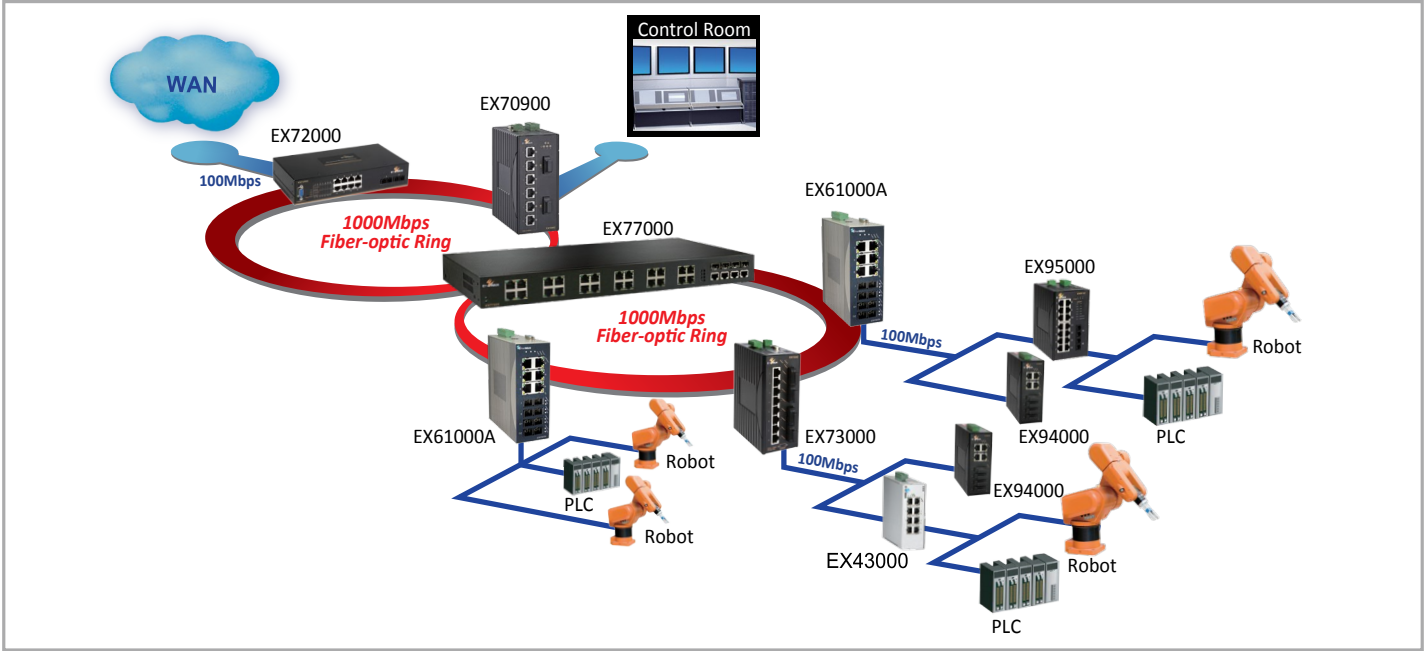 Control Room
WAN
EX70900
EX72000
100Mbps
EX61000A
1000Mbps
Fiber-optic Ring
EX77000
EX95000
1000Mbps
Fiber-optic Ring
100Mbps
Robot
EX61000A
EX73000
EX94000
PLC
Robot
100Mbps
PLC
EX94000
Robot
EX43000
Robot
PLC